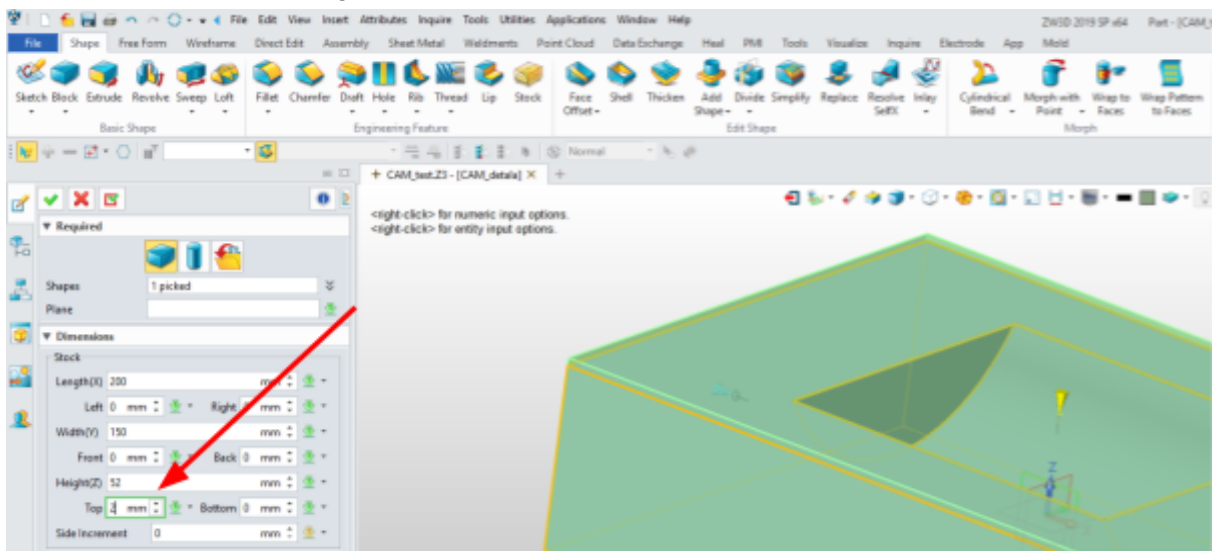 File Edit View Insert Attributes Inquire Tools Utilities Applications Window Help ZW3D 2019 SP x64 Part - [CAM_t
File Shape Free Form Wireframe Direct Edit Assembly Sheet Metal Weldments Point Cloud Data Exchange Heal PMI Tools Visualize Inquire Electrode App Mold
Sketch Block Extrude Revolve Sweep Loft Fillet Chamfer Draft Hole Rib Thread Lip Stock Face Offset Shell Thicken Add Shape Divide Simplify Replace Resolve SelfX Inlay Cylindrical Bend Morph with Point Wrap to Faces Wrap Pattern to Faces
Basic Shape Engineering Feature Edit Shape Morph
Normal
+ CAM_test.Z3 - [CAM_detala] × +
<right-click> for numeric input options.
<right-click> for entity input options.
Required
Shapes 1 picked
Plane
Dimensions
Stock
Length(X) 200 mm
Left 0 mm Right mm
Width(Y) 150 mm
Front 0 mm Back 0 mm
Height(Z) 52 mm
Top 2 mm Bottom 0 mm
Side Increment 0 mm
Z